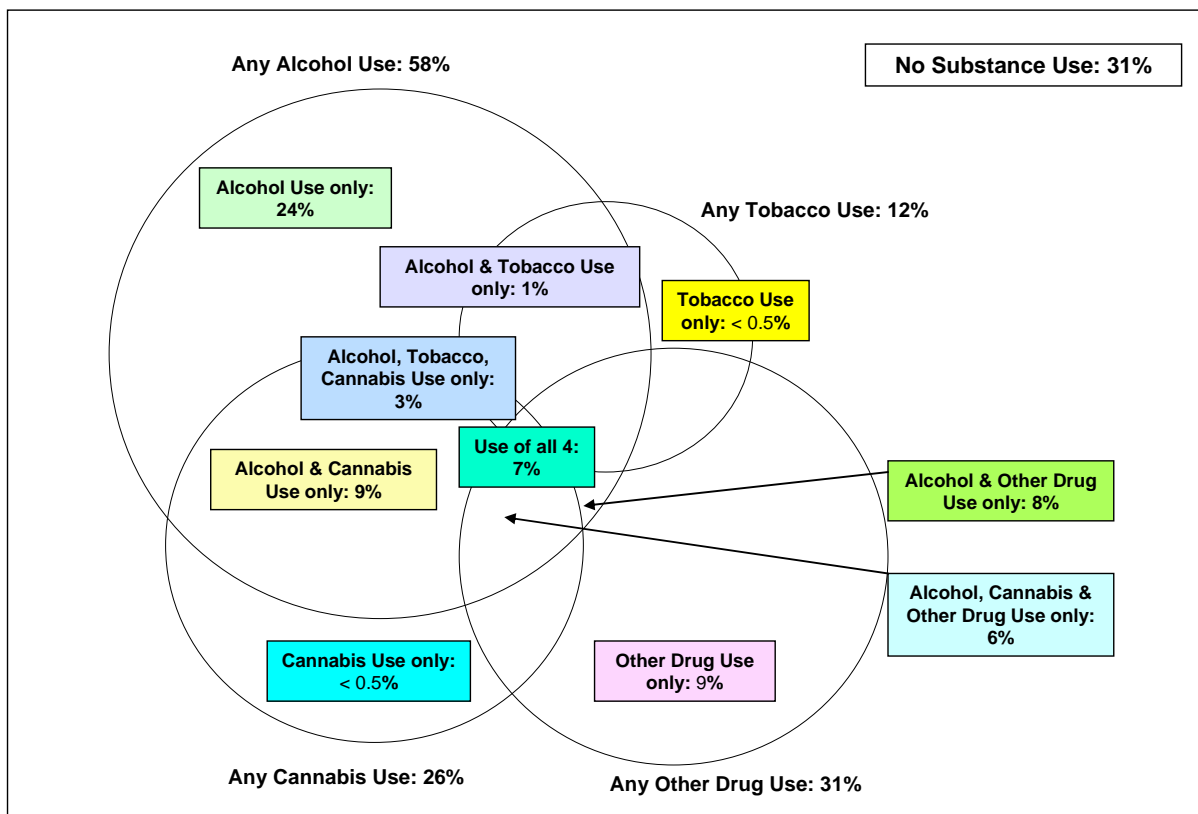 Any Alcohol Use: 58%
No Substance Use: 31%
Alcohol Use only:
24%
Any Tobacco Use: 12%
Alcohol & Tobacco Use
only: 1%
Tobacco Use
only: < 0.5%
Alcohol, Tobacco,
Cannabis Use only:
3%
Use of all 4:
7%
Alcohol & Cannabis
Use only: 9%
Alcohol & Other Drug
Use only: 8%
Alcohol, Cannabis &
Other Drug Use only:
6%
Cannabis Use only:
< 0.5%
Other Drug Use
only: 9%
Any Cannabis Use: 26%
Any Other Drug Use: 31%